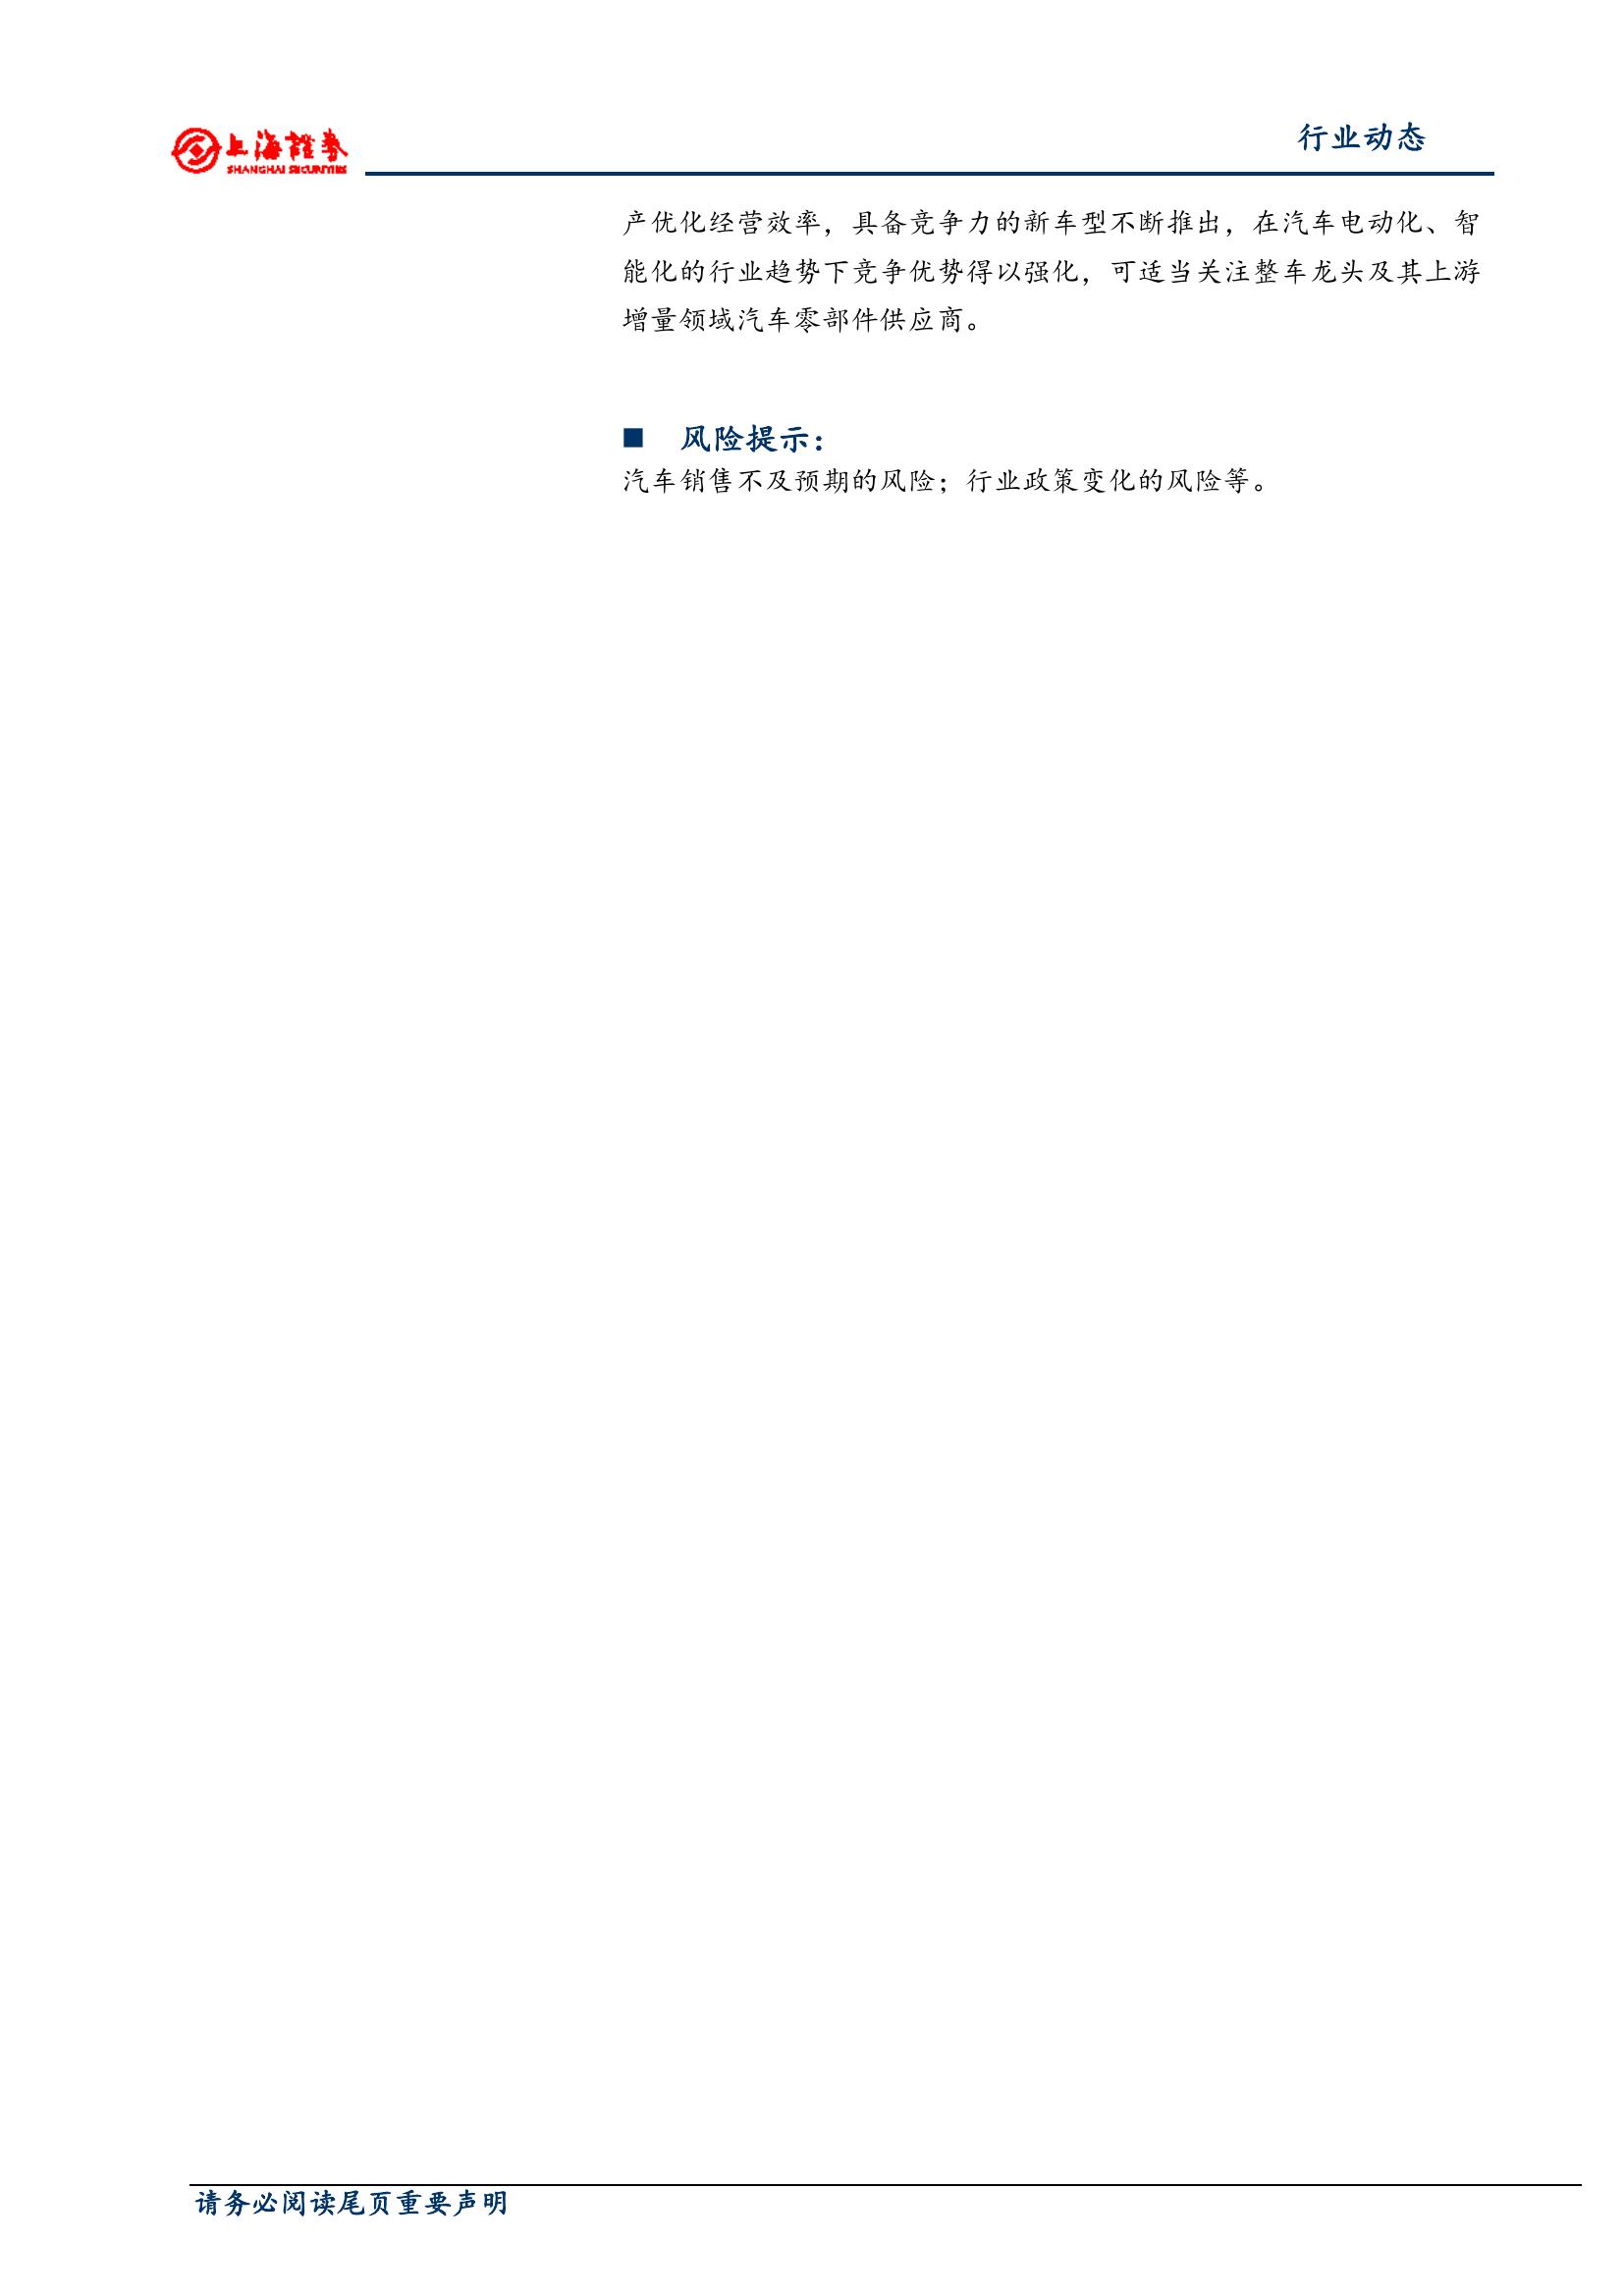 上海證券
SHANGHAI SECURITIES
行业动态
产优化经营效率，具备竞争力的新车型不断推出，在汽车电动化、智
能化的行业趋势下竞争优势得以强化，可适当关注整车龙头及其上游
增量领域汽车零部件供应商。
■ 风险提示：
汽车销售不及预期的风险；行业政策变化的风险等。
请务必阅读尾页重要声明